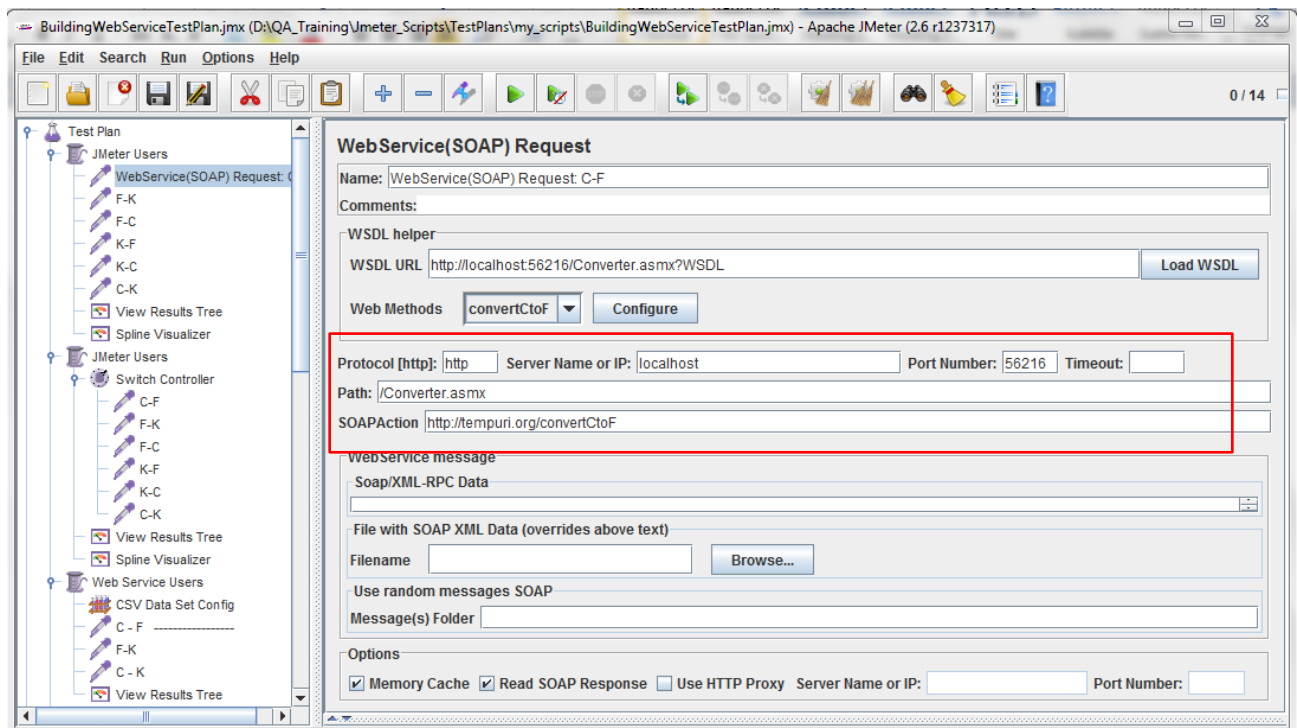 BuildingWebServiceTestPlan.jmx (D:\QA_Training\Jmeter_Scripts\TestPlans\my_scripts\BuildingWebServiceTestPlan.jmx) - Apache JMeter (2.6 r1237317)
File Edit Search Run Options Help
0 / 14
Test Plan
JMeter Users
WebService(SOAP) Request:
F-K
F-C
K-F
K-C
C-K
View Results Tree
Spline Visualizer
JMeter Users
Switch Controller
C-F
F-K
F-C
K-F
K-C
C-K
View Results Tree
Spline Visualizer
Web Service Users
CSV Data Set Config
C - F -----------------
F-K
C - K
View Results Tree
WebService(SOAP) Request
Name: WebService(SOAP) Request: C-F
Comments:
WSDL helper
WSDL URL http://localhost:56216/Converter.asmx?WSDL Load WSDL
Web Methods convertCtoF Configure
Protocol [http]: http Server Name or IP: localhost Port Number: 56216 Timeout:
Path: /Converter.asmx
SOAPAction http://tempuri.org/convertCtoF
WebService message
Soap/XML-RPC Data
File with SOAP XML Data (overrides above text)
Filename Browse...
Use random messages SOAP
Message(s) Folder
Options
Memory Cache Read SOAP Response Use HTTP Proxy Server Name or IP: Port Number: